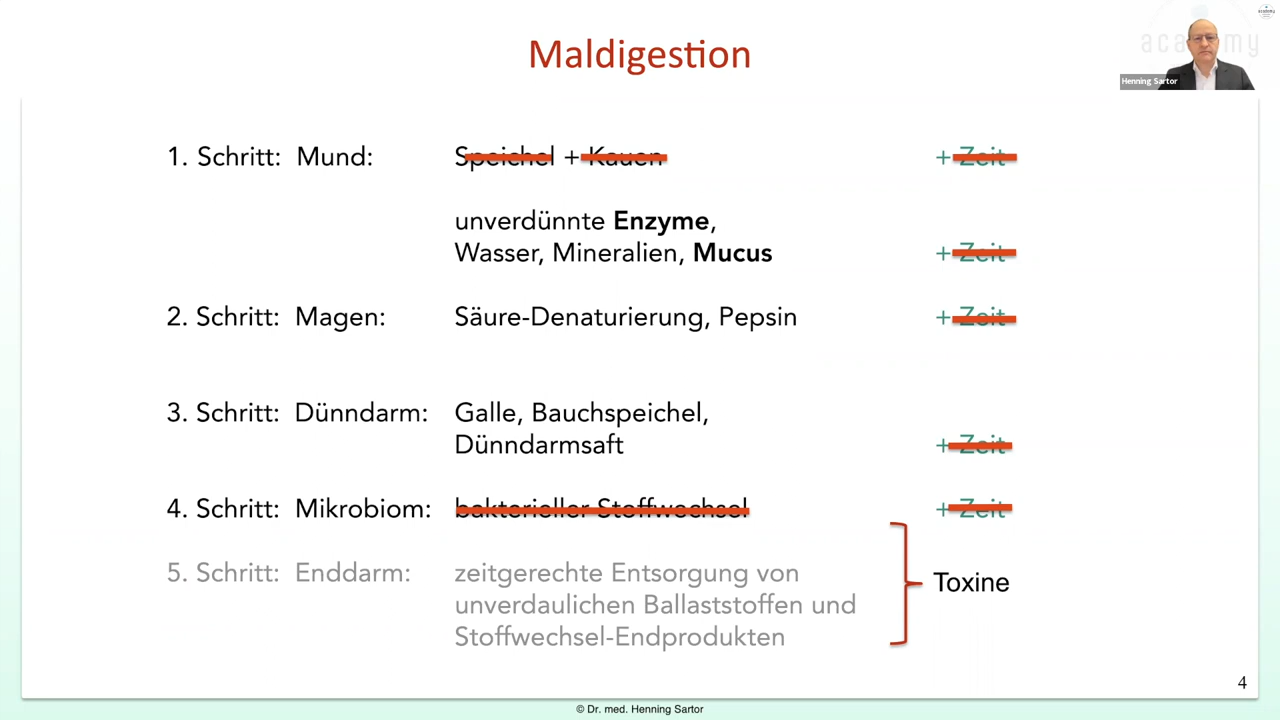 academy
Henning Sartor
Maldigestion
1. Schritt: Mund: Speichel + Kauen + Zeit
unverdünnte Enzyme,
Wasser, Mineralien, Mucus + Zeit
2. Schritt: Magen: Säure-Denaturierung, Pepsin + Zeit
3. Schritt: Dünndarm: Galle, Bauchspeichel,
Dünndarmsaft + Zeit
4. Schritt: Mikrobiom: bakterieller Stoffwechsel + Zeit
5. Schritt: Enddarm: zeitgerechte Entsorgung von
unverdaulichen Ballaststoffen und
Stoffwechsel-Endprodukten
Toxine
4
© Dr. med. Henning Sartor